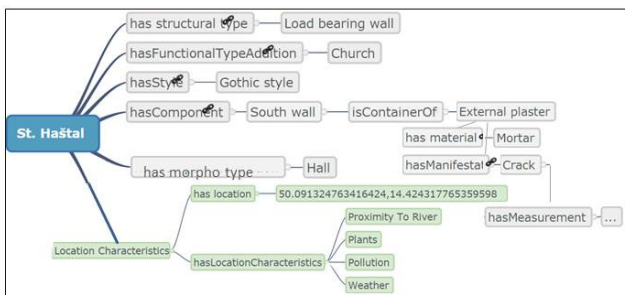 has structural type
Load bearing wall
hasFunctionalTypeAddition
Church
hasStyle
Gothic style
hasComponent
South wall
isContainerOf
External plaster
has material
Mortar
hasManifestat
Crack
hasMeasurement
...
St. Haštal
has morpho type
Hall
has location
50.091324763416424,14.424317765359598
Location Characteristics
hasLocationCharacteristics
Proximity To River
Plants
Pollution
Weather